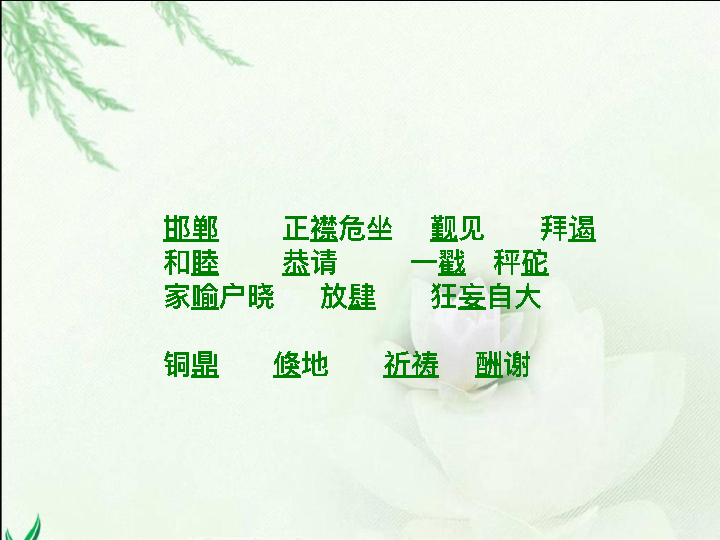 邯郸 正襟危坐 觐见 拜谒
和睦 恭请 一戳 秤砣
家喻户晓 放肆 狂妄自大
铜鼎 倏地 祈祷 酬谢